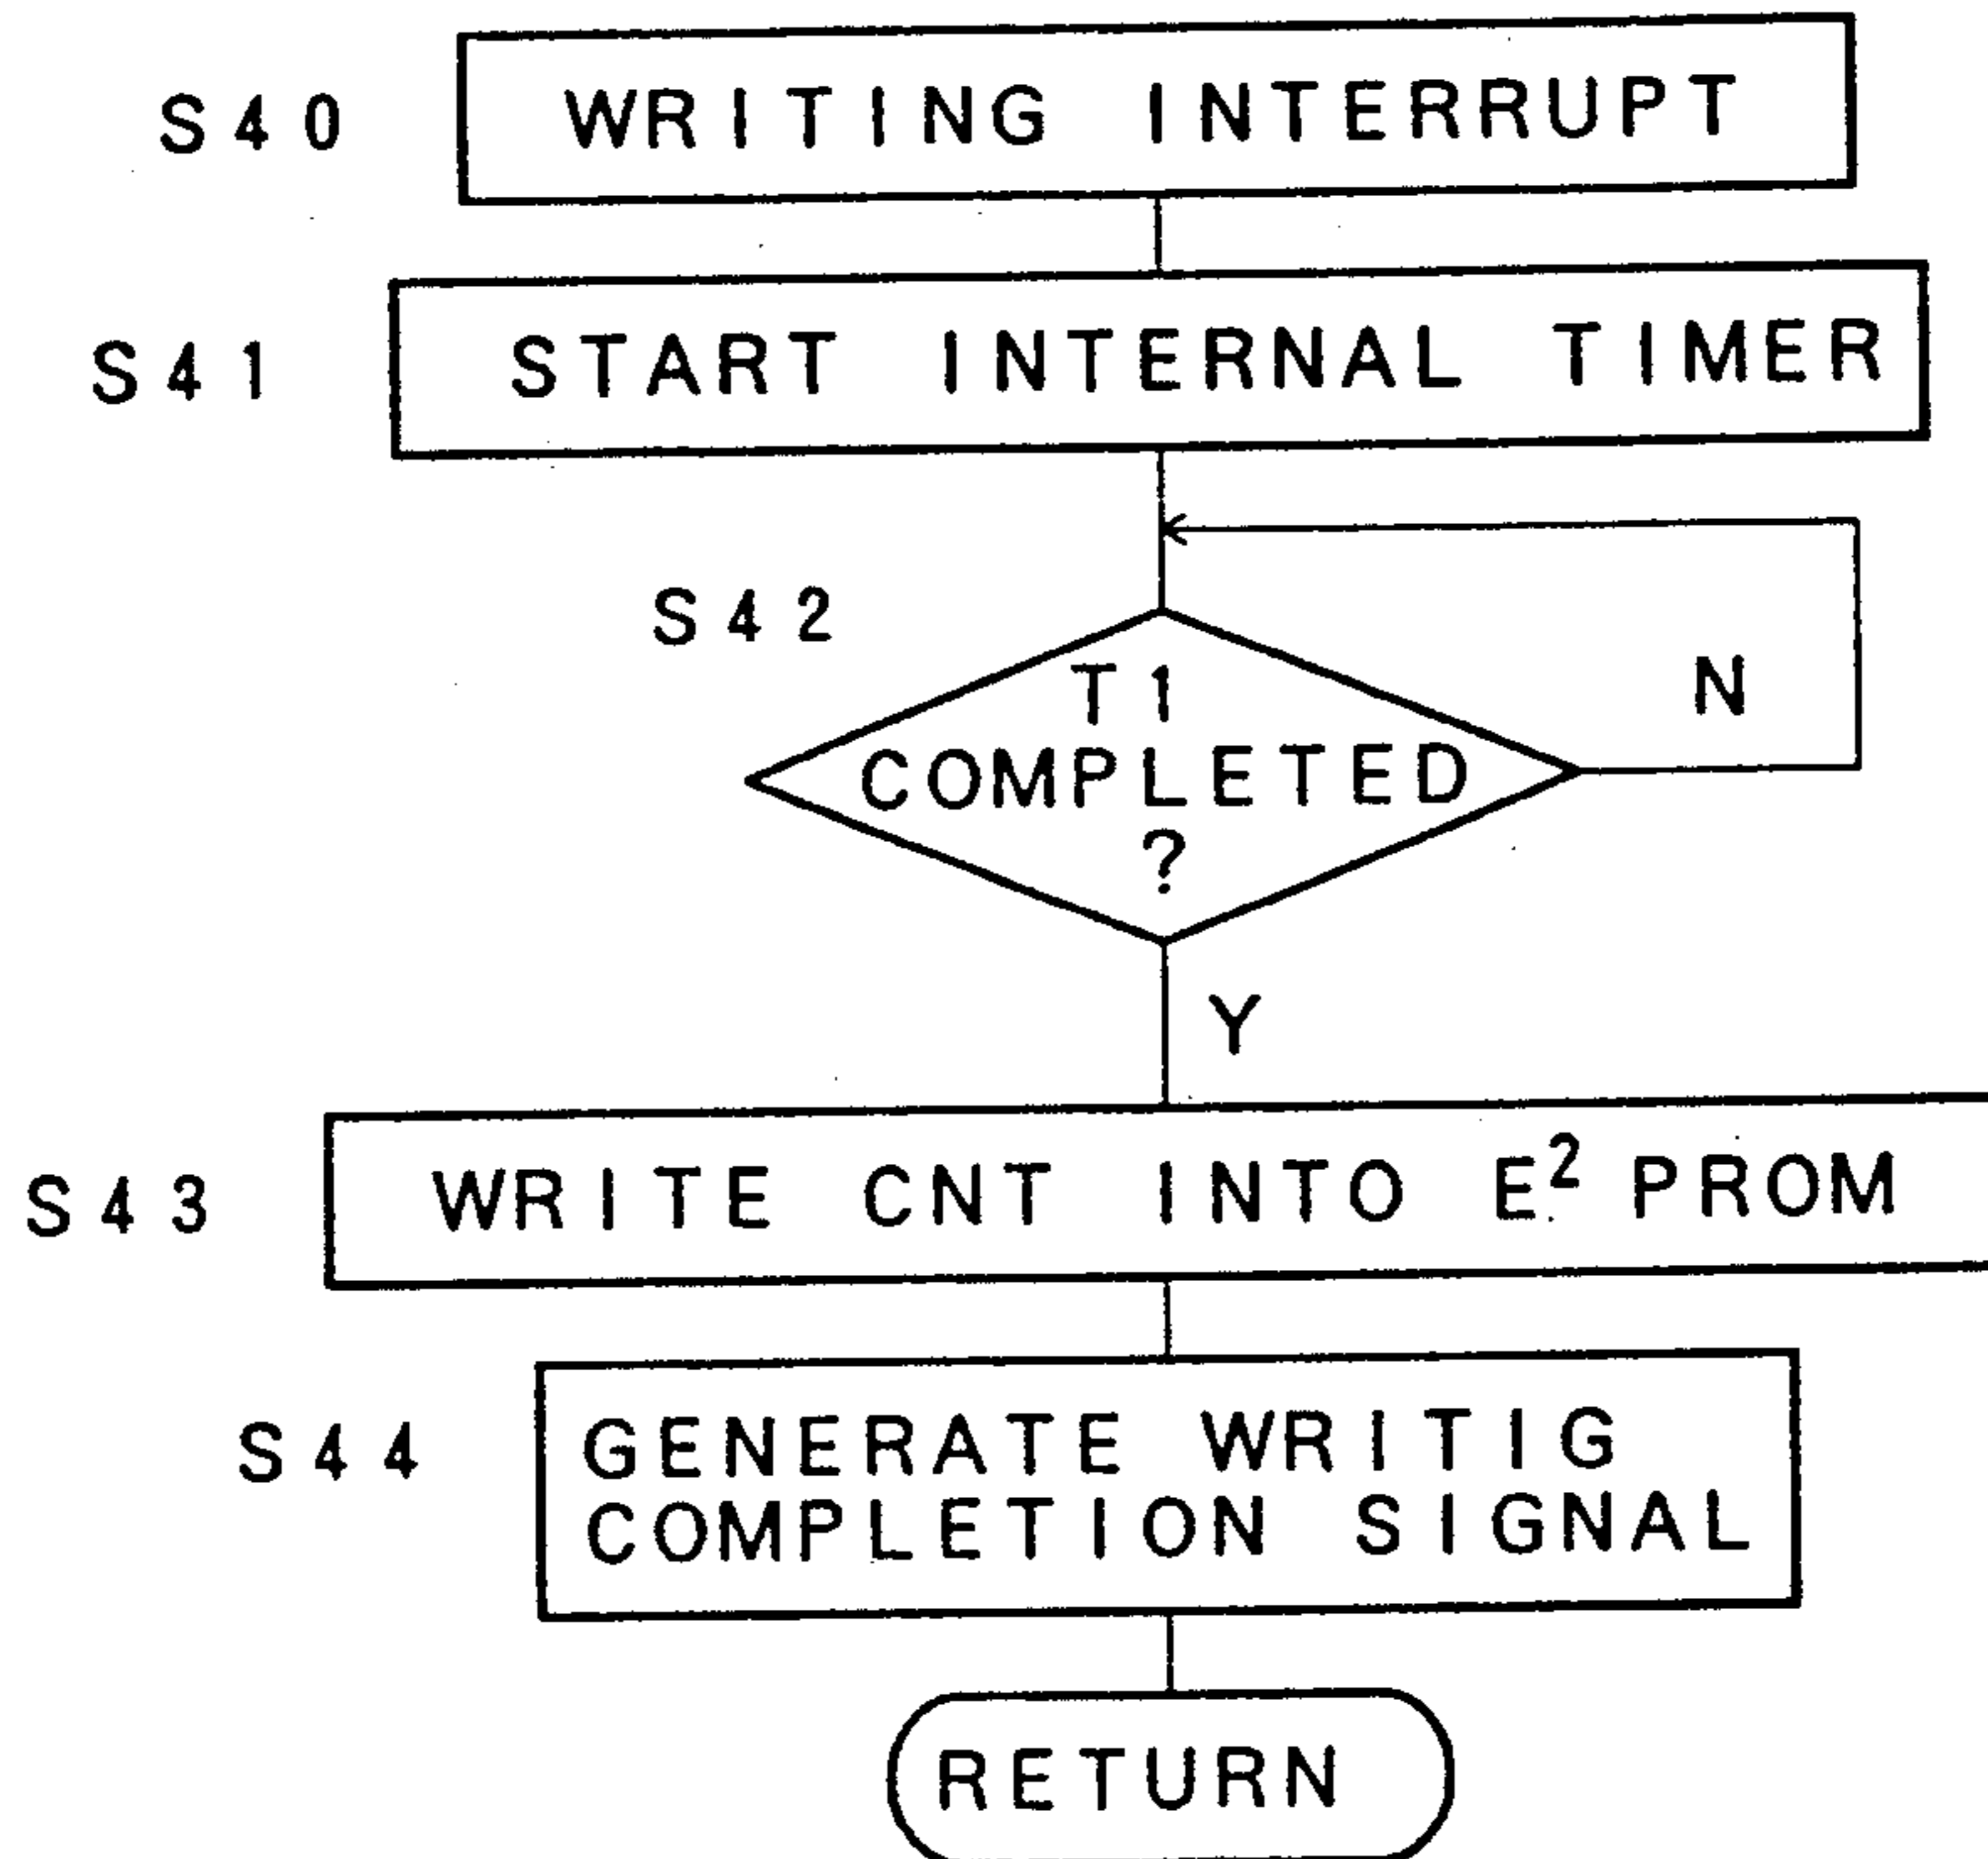 S40 WRITING INTERRUPT
S41 START INTERNAL TIMER
S42
T1
COMPLETED
?
N
Y
S43 WRITE CNT INTO E² PROM
S44 GENERATE WRITIG
COMPLETION SIGNAL
RETURN